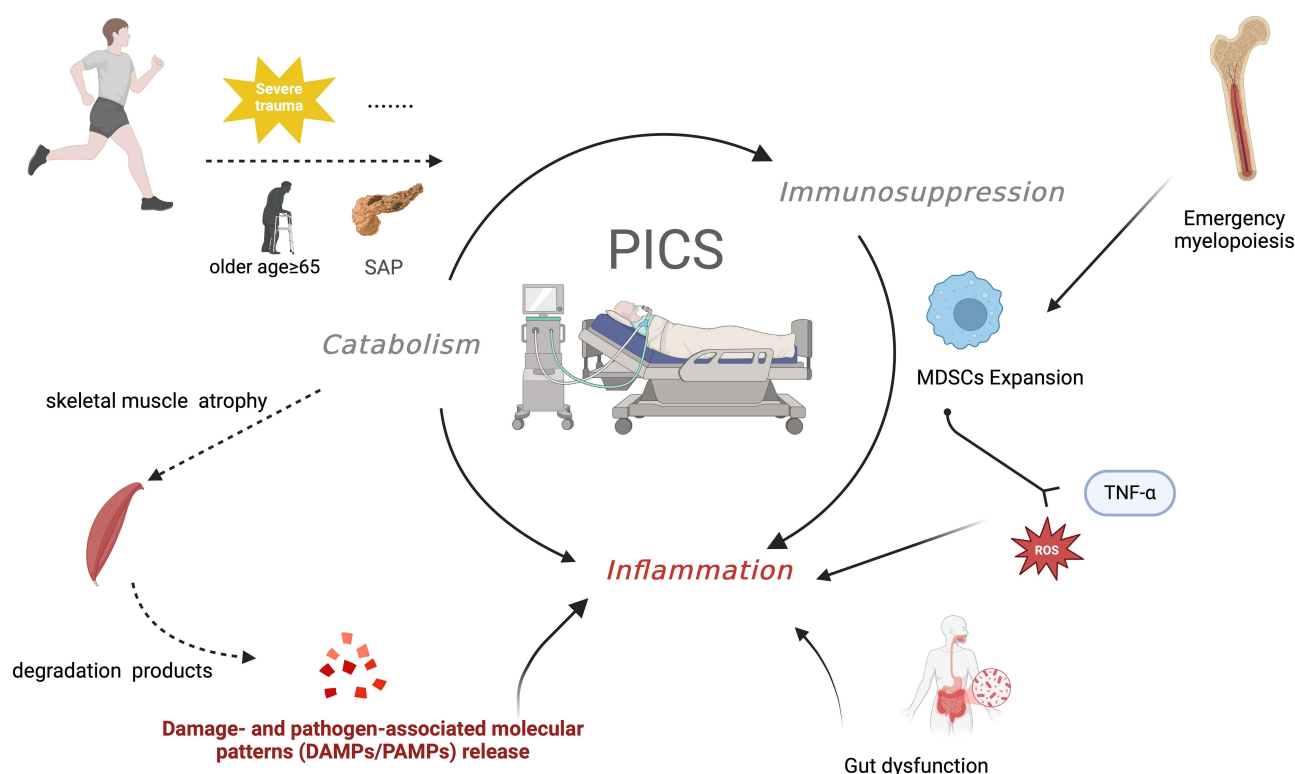 Severe
trauma
.......
older age≥65
SAP
Immunosuppression
PICS
Catabolism
Emergency
myelopoiesis
MDSCs Expansion
skeletal muscle atrophy
TNF-α
ROS
Inflammation
degradation products
Damage- and pathogen-associated molecular
patterns (DAMPs/PAMPs) release
Gut dysfunction